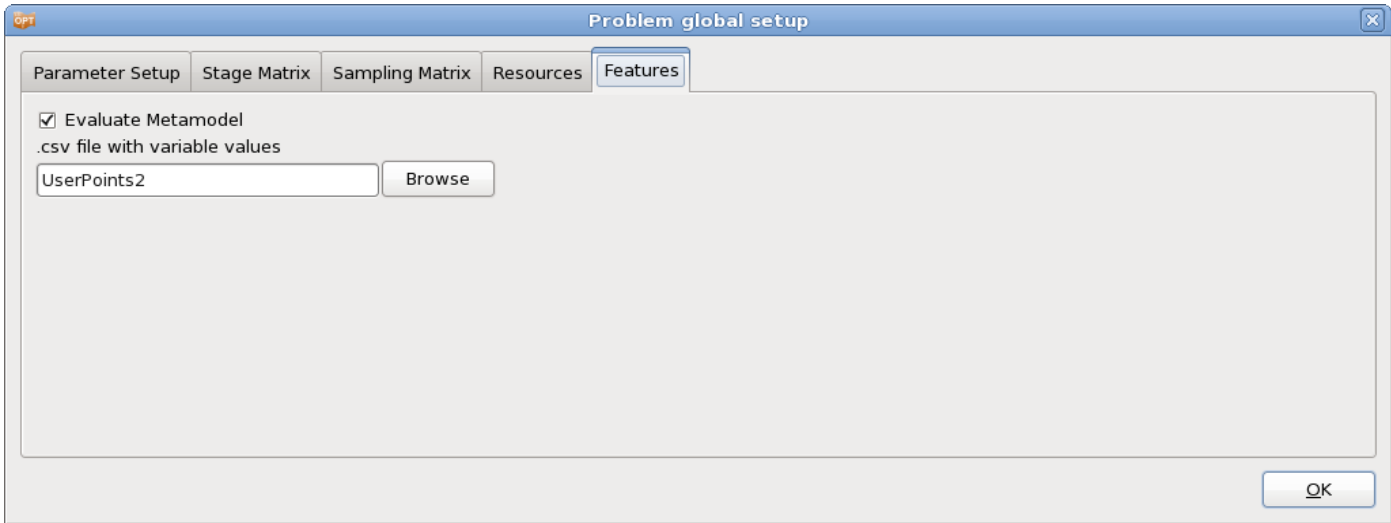 OPT
Problem global setup
Parameter Setup Stage Matrix Sampling Matrix Resources Features
Evaluate Metamodel
.csv file with variable values
UserPoints2 Browse
OK